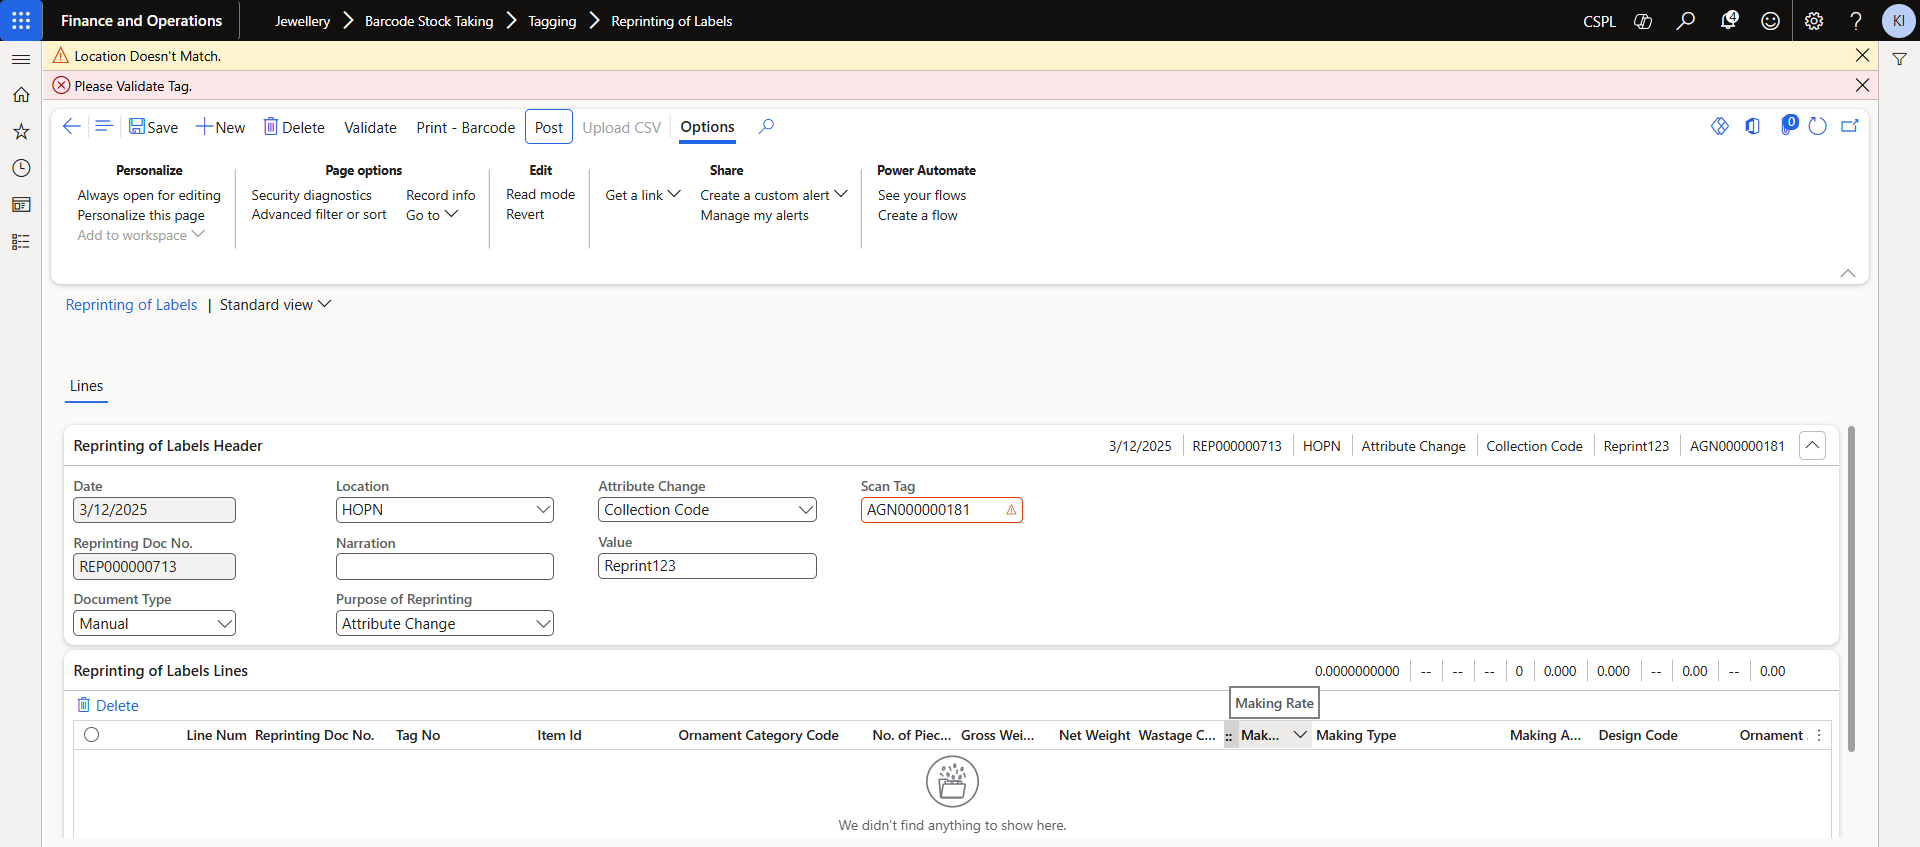 Finance and Operations
Jewellery > Barcode Stock Taking > Tagging > Reprinting of Labels
CSPL
4
KI
Location Doesn't Match.
Please Validate Tag.
Save
New
Delete
Validate
Print - Barcode
Post
Upload CSV
Options
0
Personalize
Always open for editing
Personalize this page
Add to workspace
Page options
Security diagnostics
Advanced filter or sort
Record info
Go to
Edit
Read mode
Revert
Share
Get a link
Create a custom alert
Manage my alerts
Power Automate
See your flows
Create a flow
Reprinting of Labels | Standard view
Lines
Reprinting of Labels Header
3/12/2025 | REP000000713 | HOPN | Attribute Change | Collection Code | Reprint123 | AGN000000181
Date
3/12/2025
Reprinting Doc No.
REP000000713
Document Type
Manual
Location
HOPN
Narration
Purpose of Reprinting
Attribute Change
Attribute Change
Collection Code
Value
Reprint123
Scan Tag
AGN000000181
Reprinting of Labels Lines
0.0000000000 | -- | -- | -- | 0 | 0.000 | 0.000 | -- | 0.00 | -- | 0.00
Delete
Making Rate
Line Num Reprinting Doc No. Tag No Item Id Ornament Category Code No. of Piec... Gross Wei... Net Weight Wastage C... Mak... Making Type Making A... Design Code Ornament
We didn't find anything to show here.